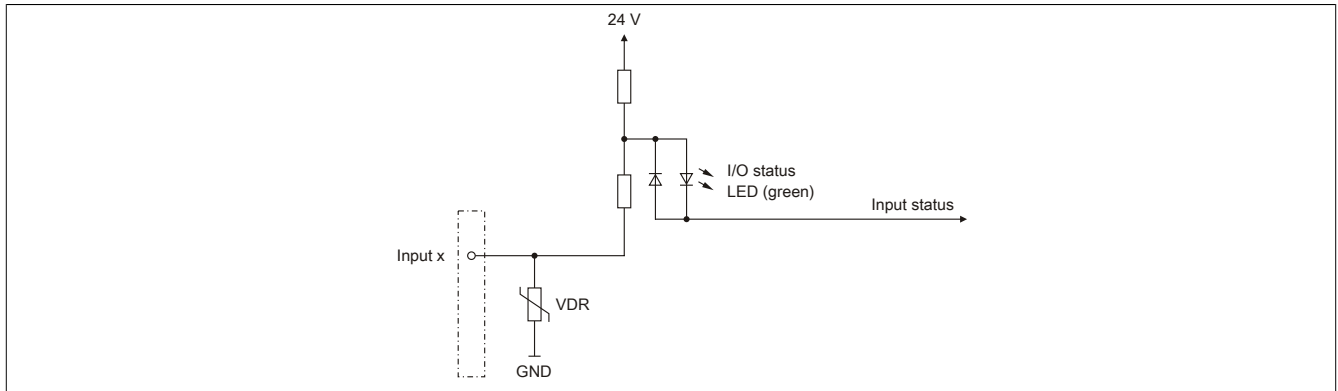 24 V
I/O status
LED (green)
Input status
Input x
VDR
GND